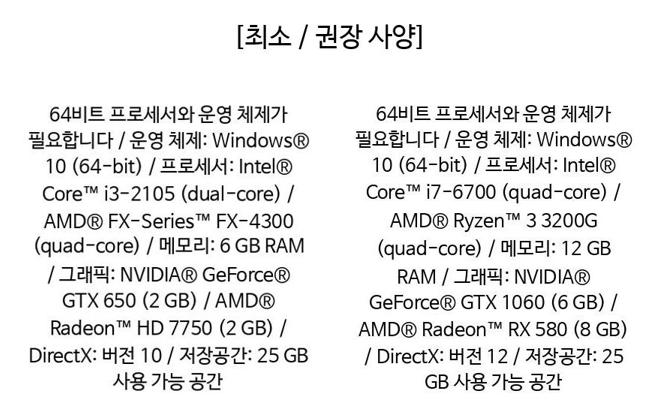 [최소 / 권장 사양]
64비트 프로세서와 운영 체제가
필요합니다 / 운영 체제: Windows®
10 (64-bit) / 프로세서: Intel®
Core™ i3-2105 (dual-core) /
AMD® FX-Series™ FX-4300
(quad-core) / 메모리: 6 GB RAM
/ 그래픽: NVIDIA® GeForce®
GTX 650 (2 GB) / AMD®
Radeon™ HD 7750 (2 GB) /
DirectX: 버전 10 / 저장공간: 25 GB
사용 가능 공간
64비트 프로세서와 운영 체제가
필요합니다 / 운영 체제: Windows®
10 (64-bit) / 프로세서: Intel®
Core™ i7-6700 (quad-core) /
AMD® Ryzen™ 3 3200G
(quad-core) / 메모리: 12 GB
RAM / 그래픽: NVIDIA®
GeForce® GTX 1060 (6 GB) /
AMD® Radeon™ RX 580 (8 GB)
/ DirectX: 버전 12 / 저장공간: 25
GB 사용 가능 공간